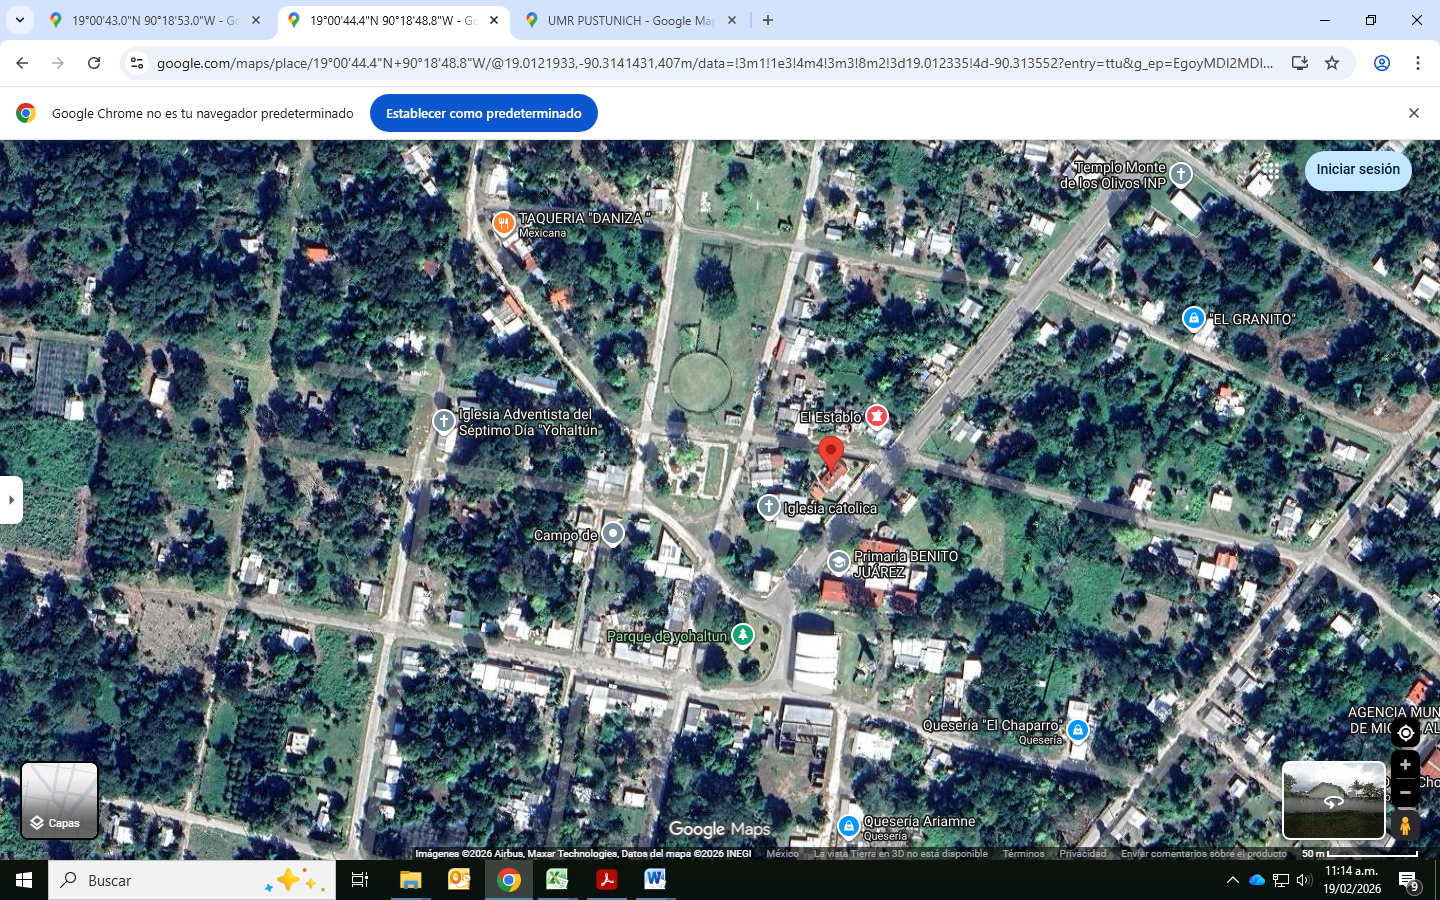 19°00'43.0"N 90°18'53.0"W - Go
19°00'44.4"N 90°18'48.8"W - Go
UMR PUSTUNICH - Google Map
google.com/maps/place/19°00'44.4"N+90°18'48.8"W/@19.0121933,-90.3141431,407m/data=!3m1!1e3!4m4!3m3!8m2!3d19.012335!4d-90.313552?entry=ttu&g_ep=EgoyMDI2MDI...
Google Chrome no es tu navegador predeterminado
Establecer como predeterminado
Templo Monte
de los Olivos INP
Iniciar sesión
TAQUERIA "DANIZA "
Mexicana
"EL GRANITO"
Iglesia Adventista del
Séptimo Día "Yohaltún
El Establo
Iglesia catolica
Campo de
Primaria BENITO
JUÁREZ
Parque de yohaltun
Quesería "El Chaparro"
Quesería
AGENCIA MUN
Capas
Quesería Ariamne
Quesería
Google Maps
Imágenes ©2026 Airbus, Maxar Technologies, Datos del mapa ©2026 INEGI
México
La vista Tierra en 3D no está disponible
Términos
Privacidad
Enviar comentarios sobre el producto
50 m
Buscar
11:14 a.m.
19/02/2026
9